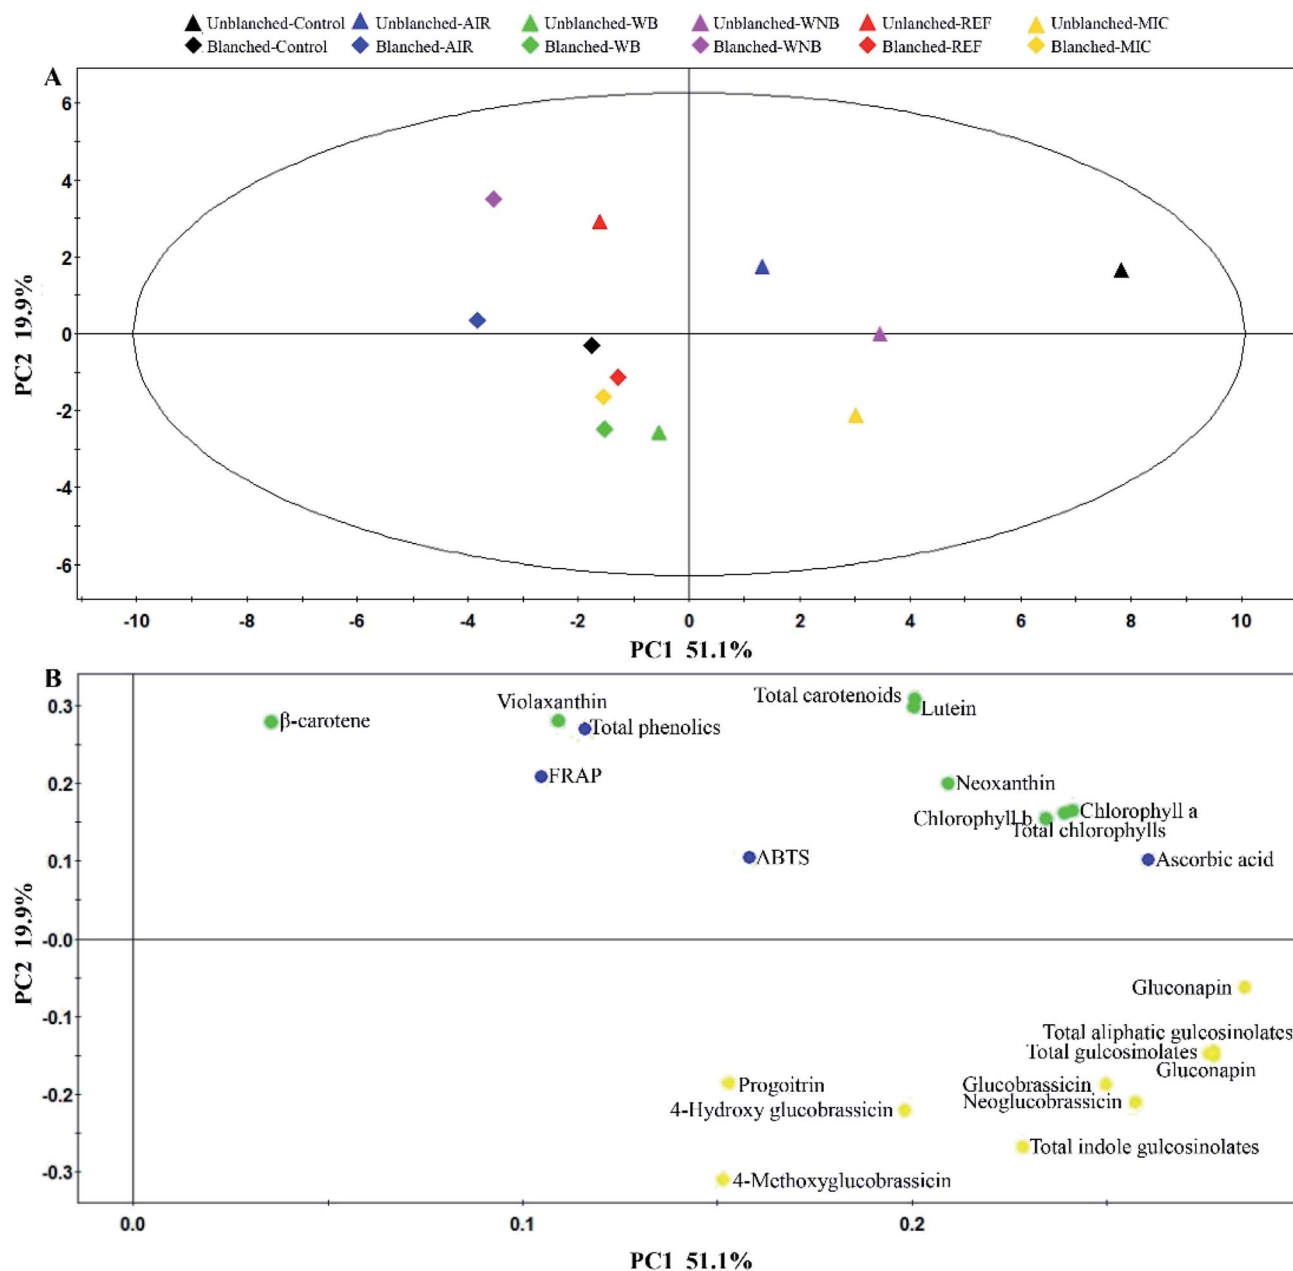 Unblanched-Control Unblanched-AIR Unblanched-WB Unblanched-WNB Unlanched-REF Unblanched-MIC
Blanched-Control Blanched-AIR Blanched-WB Blanched-WNB Blanched-REF Blanched-MIC
A
6
4
2
0
-2
-4
-6
PC2 19.9%
-10 -8 -6 -4 -2 0 2 4 6 8 10
PC1 51.1%
B
0.3
0.2
0.1
-0.0
-0.1
-0.2
-0.3
PC2 19.9%
Total carotenoids
Violaxanthin
Lutein
β-carotene
Total phenolics
FRAP
Neoxanthin
Chlorophyll a
Chlorophyll b
Total chlorophylls
ABTS
Ascorbic acid
Gluconapin
Total aliphatic gulcosinolates
Total gulcosinolates
Gluconapin
Progoitrin
Glucobrassicin
Neoglucobrassicin
4-Hydroxy glucobrassicin
Total indole gulcosinolates
4-Methoxyglucobrassicin
0.0 0.1 0.2
PC1 51.1%